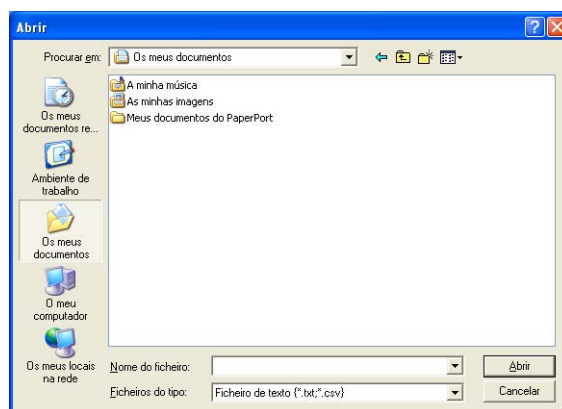 Abrir
Procurar em:
Os meus documentos
Os meus
documentos re...
Ambiente de
trabalho
Os meus
documentos
O meu
computador
Os meus locais
na rede
A minha música
As minhas imagens
Meus documentos do PaperPort
Nome do ficheiro:
Abrir
Ficheiros do tipo:
Ficheiro de texto {*.txt;*.csv}
Cancelar